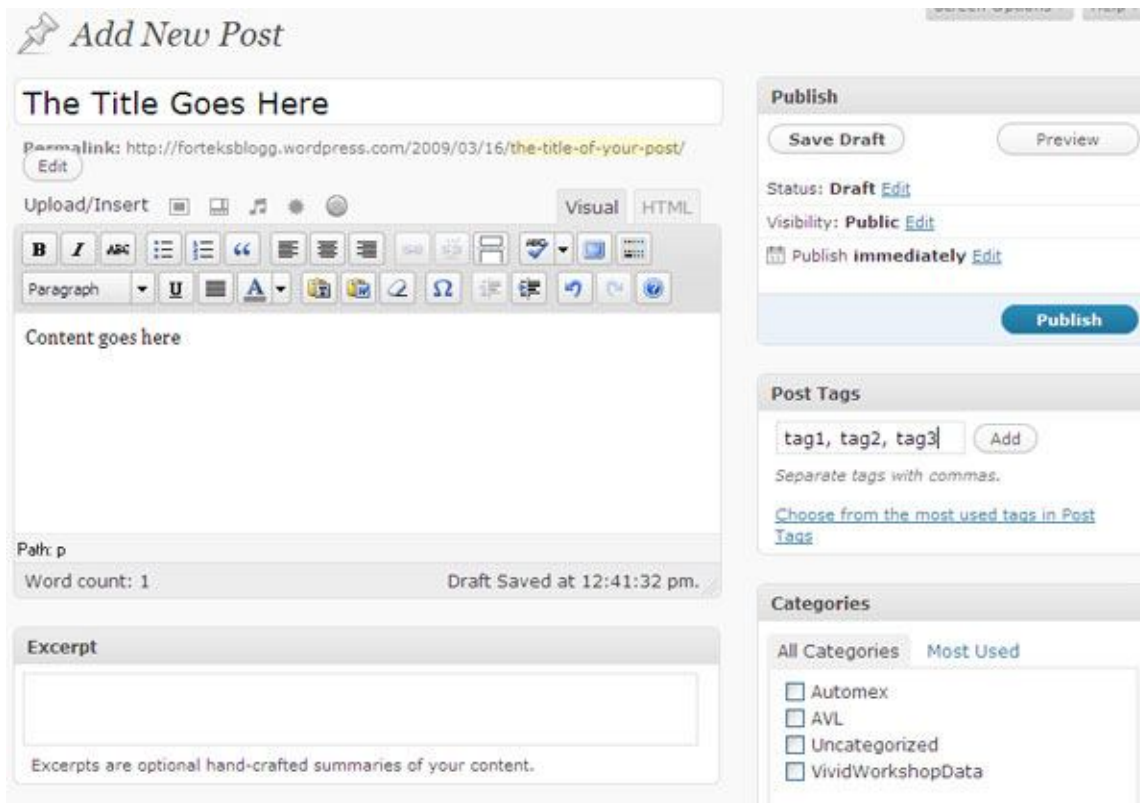 Add New Post
The Title Goes Here
Permalink: http://forteksblogg.wordpress.com/2009/03/16/the-title-of-your-post/
Edit
Upload/Insert
Visual HTML
B I ABC
Paragraph U A Ω
Content goes here
Path: p
Word count: 1 Draft Saved at 12:41:32 pm.
Excerpt
Excerpts are optional hand-crafted summaries of your content.
Publish
Save Draft Preview
Status: Draft Edit
Visibility: Public Edit
Publish immediately Edit
Publish
Post Tags
tag1, tag2, tag3 Add
Separate tags with commas.
Choose from the most used tags in Post
Tags
Categories
All Categories Most Used
Automex
AVL
Uncategorized
VividWorkshopData